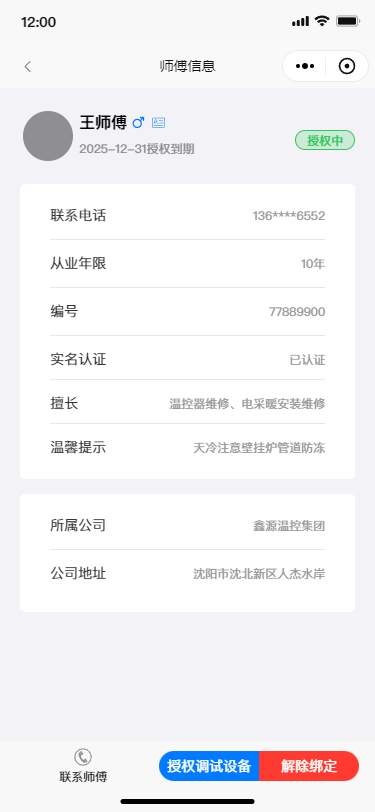 12:00
师傅信息
王师傅
2025-12-31授权到期
授权中
联系电话 136****6552
从业年限 10年
编号 77889900
实名认证 已认证
擅长 温控器维修、电采暖安装维修
温馨提示 天冷注意壁挂炉管道防冻
所属公司 鑫源温控集团
公司地址 沈阳市沈北新区人杰水岸
联系师傅 授权调试设备 解除绑定